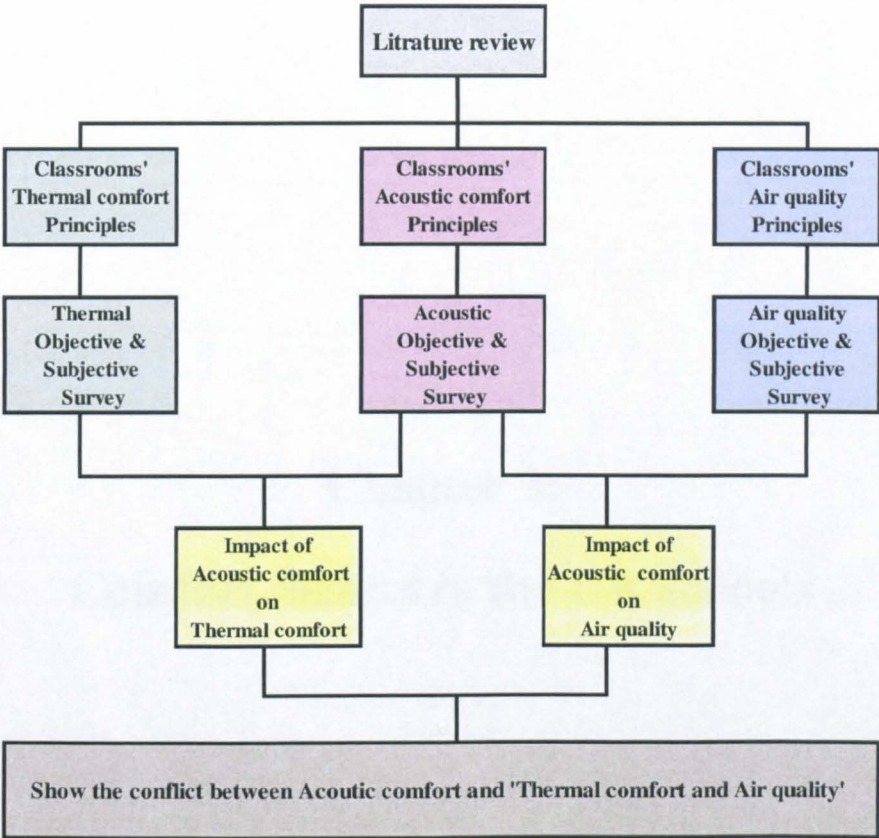 Litrature review
Classrooms'
Thermal comfort
Principles
Classrooms'
Acoustic comfort
Principles
Classrooms'
Air quality
Principles
Thermal
Objective &
Subjective
Survey
Acoustic
Objective &
Subjective
Survey
Air quality
Objective &
Subjective
Survey
Impact of
Acoustic comfort
on
Thermal comfort
Impact of
Acoustic comfort
on
Air quality
Show the conflict between Acoutic comfort and 'Thermal comfort and Air quality'